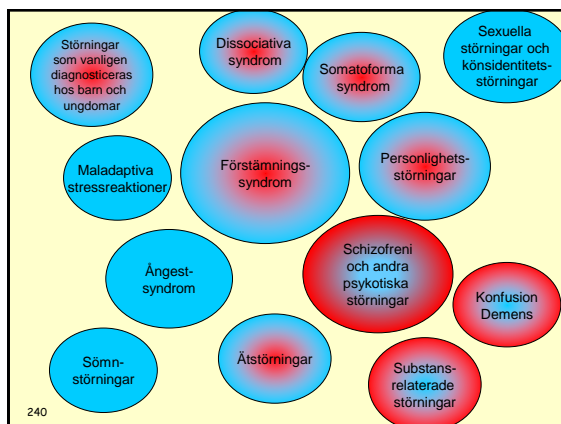 Störningar
som vanligen
diagnosticeras
hos barn och
ungdomar
Dissociativa
syndrom
Somatoforma
syndrom
Sexuella
störningar och
könsidentitets-
störningar
Maladaptiva
stressreaktioner
Förstämnings-
syndrom
Personlighets-
störningar
Ångest-
syndrom
Schizofreni
och andra
psykotiska
störningar
Konfusion
Demens
Sömn-
störningar
Ätstörningar
Substans-
relaterade
störningar
240